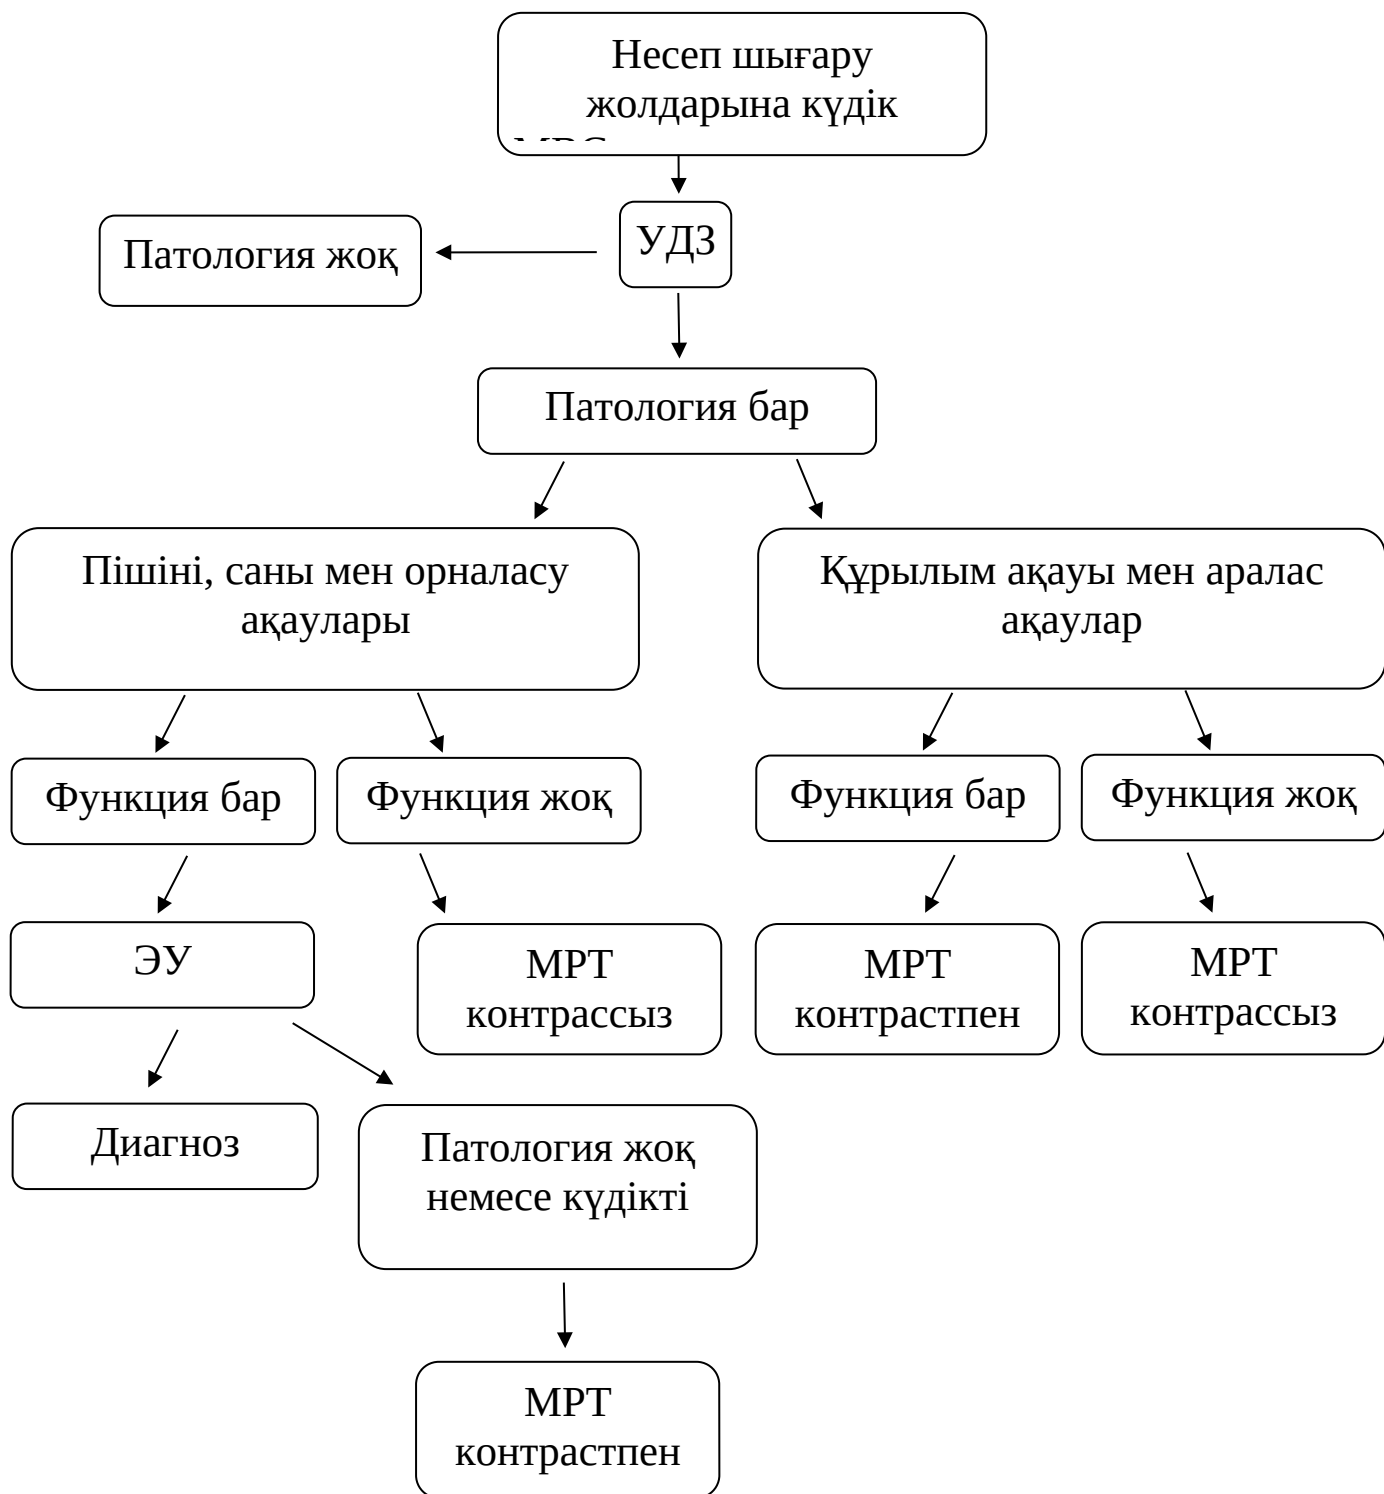 Несеп шығару
жолдарына күдік
УДЗ
Патология жоқ
Патология бар
Пішіні, саны мен орналасу
ақаулары
Құрылым ақауы мен аралас
ақаулар
Функция бар
Функция жоқ
Функция бар
Функция жоқ
ЭУ
МРТ
контрассыз
МРТ
контрастпен
МРТ
контрассыз
Диагноз
Патология жоқ
немесе күдікті
МРТ
контрастпен